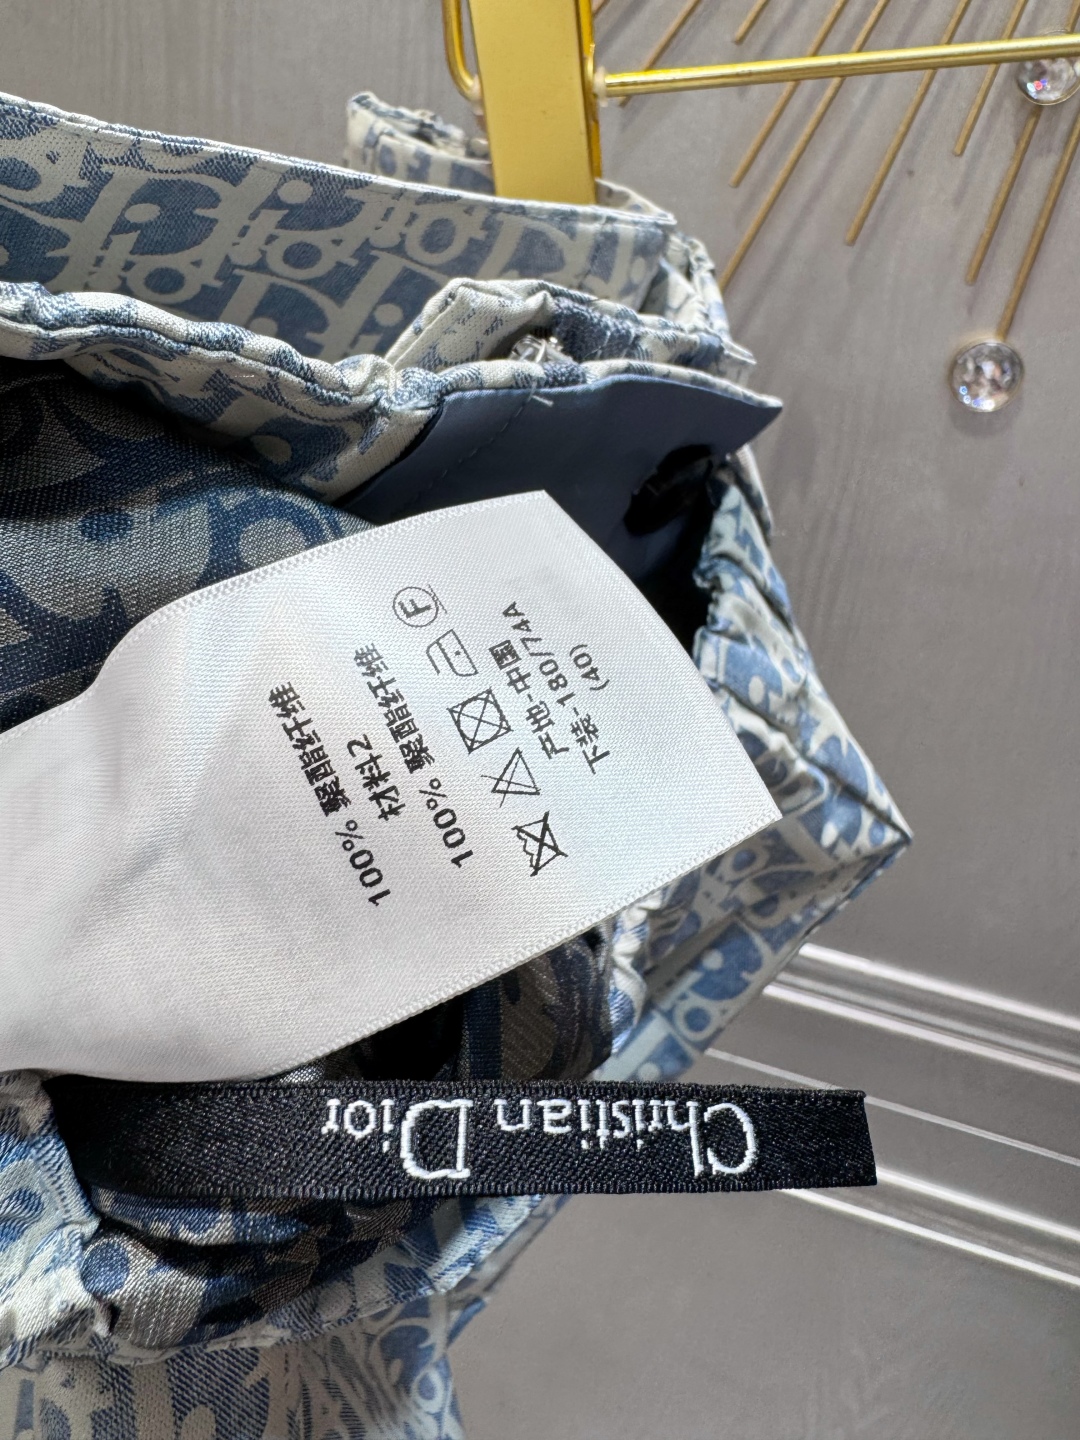 100% 聚酯纤维
材料2
100% 聚酯纤维
F
产地-中国
下装-180/74A
(40)
Christian Dior